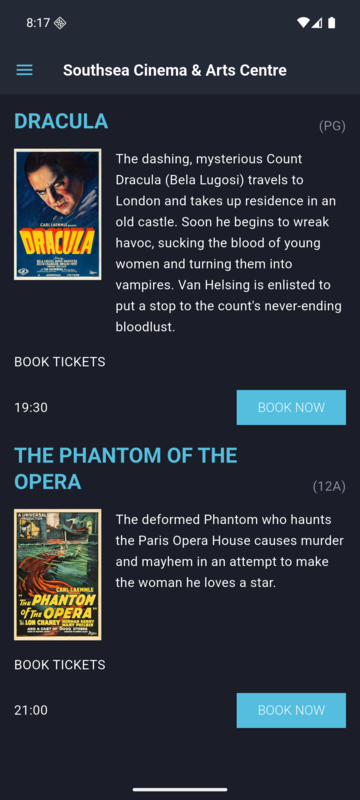 8:17
Southsea Cinema & Arts Centre
DRACULA
(PG)
CARL LAEMMLE
DRACULA
The dashing, mysterious Count
Dracula (Bela Lugosi) travels to
London and takes up residence in an
old castle. Soon he begins to wreak
havoc, sucking the blood of young
women and turning them into
vampires. Van Helsing is enlisted to
put a stop to the count's never-ending
bloodlust.
BOOK TICKETS
19:30
BOOK NOW
THE PHANTOM OF THE
OPERA
(12A)
A UNIVERSAL
CARL LAEMMLE
"THE PHANTOM
OF THE OPERA"
LON CHANEY
The deformed Phantom who haunts
the Paris Opera House causes murder
and mayhem in an attempt to make
the woman he loves a star.
BOOK TICKETS
21:00
BOOK NOW